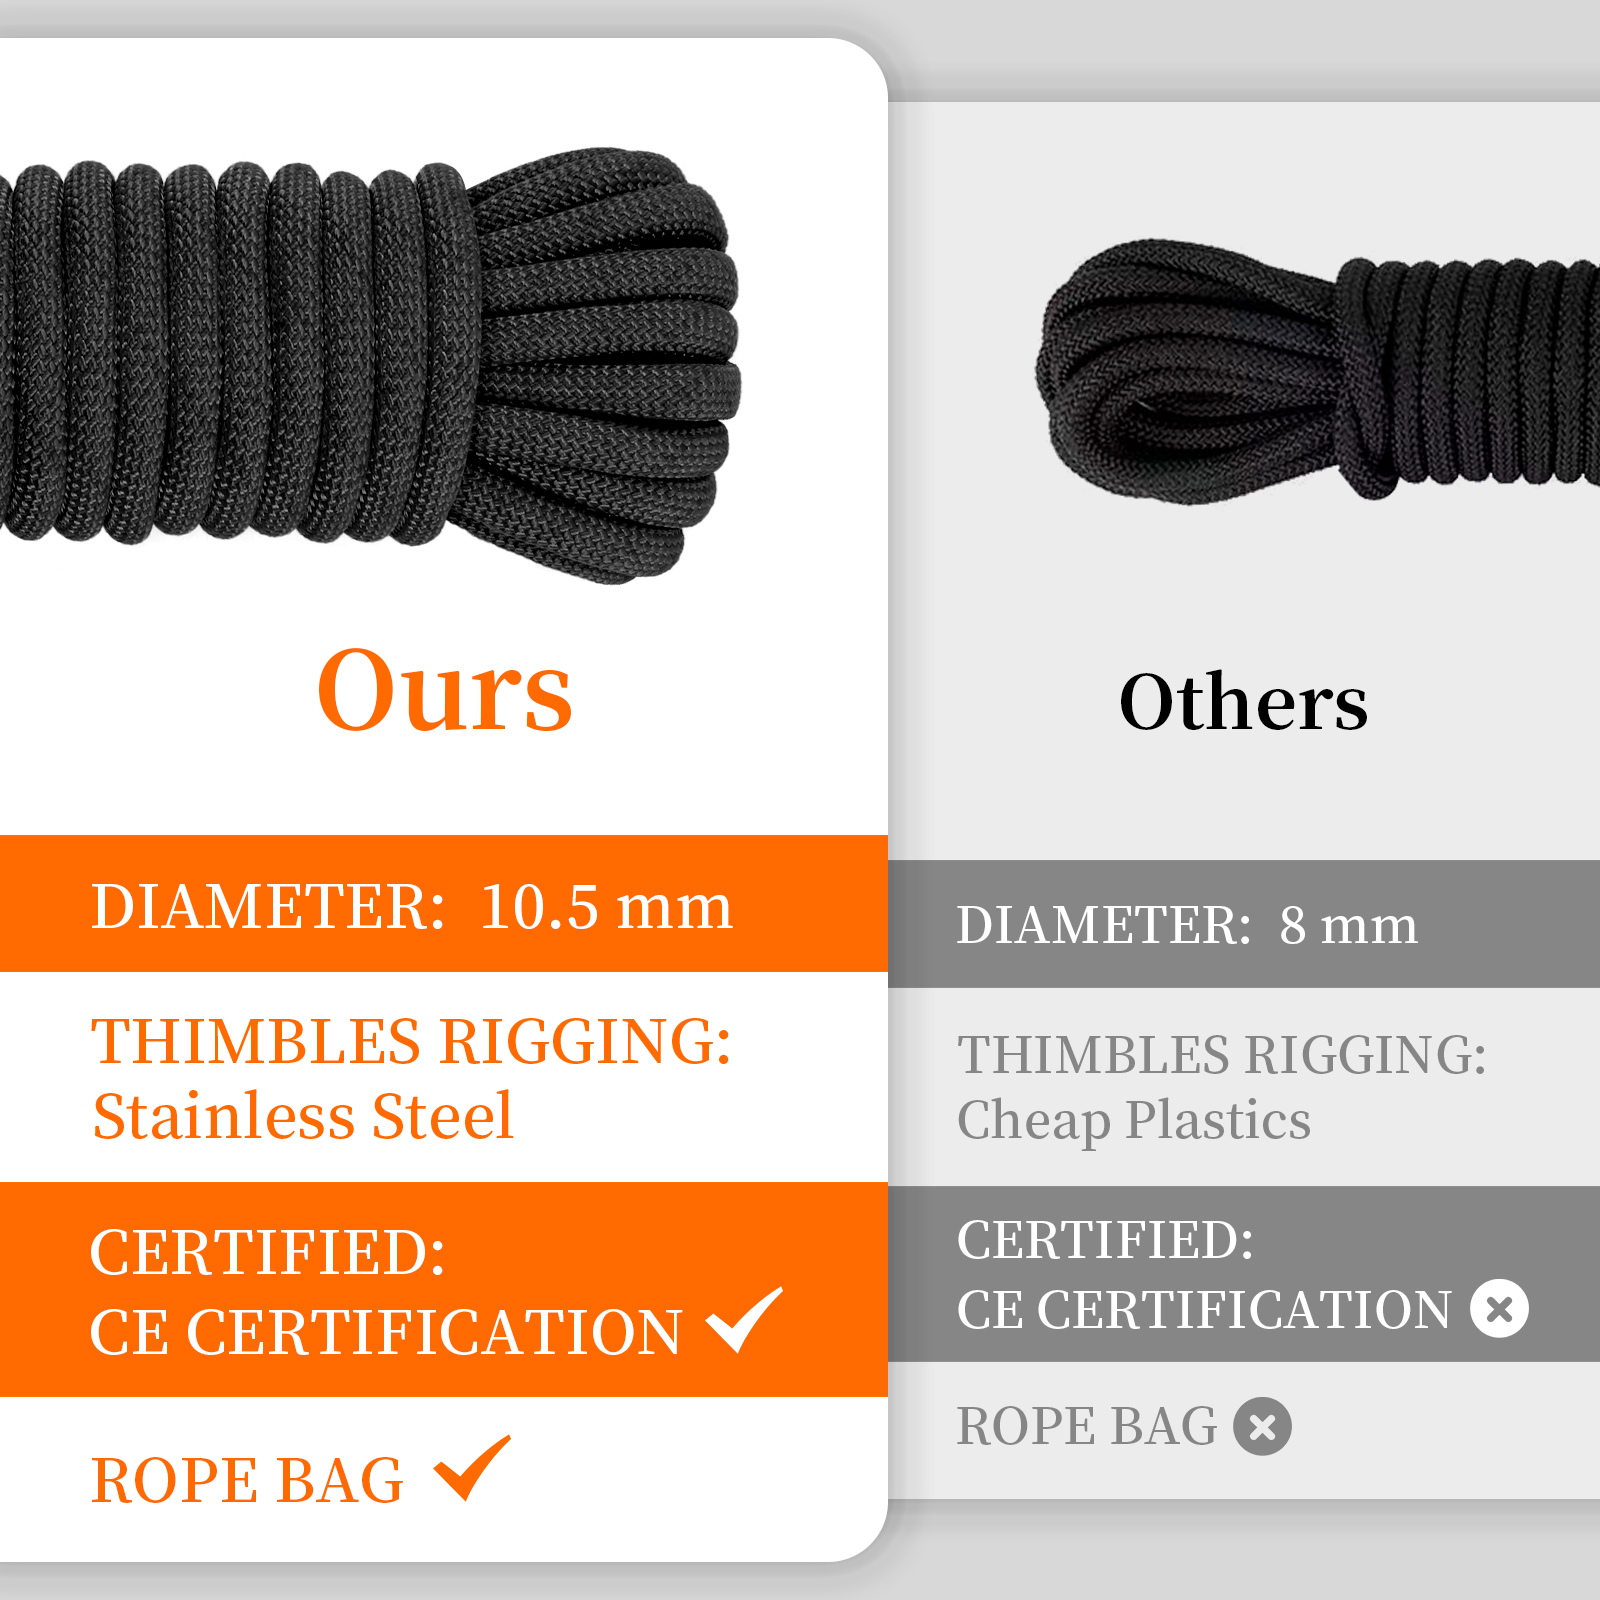 Ours
DIAMETER: 10.5 mm
THIMBLES RIGGING:
Stainless Steel
CERTIFIED:
CE CERTIFICATION
ROPE BAG
Others
DIAMETER: 8 mm
THIMBLES RIGGING:
Cheap Plastics
CERTIFIED:
CE CERTIFICATION
ROPE BAG